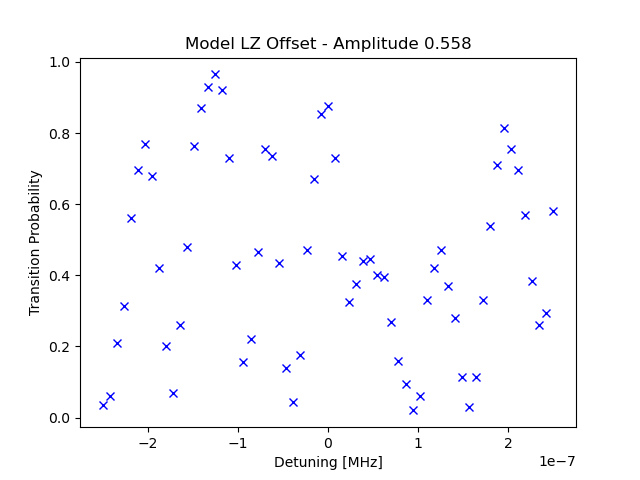 Model LZ Offset - Amplitude 0.558
1.0
0.8
0.6
0.4
0.2
0.0
Transition Probability
−2
−1
0
1
2
Detuning [MHz]
1e−7